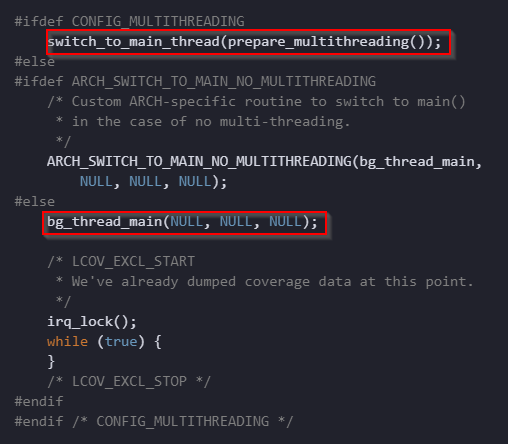 #ifdef CONFIG_MULTITHREADING
    switch_to_main_thread(prepare_multithreading());
#else
#ifdef ARCH_SWITCH_TO_MAIN_NO_MULTITHREADING
    /* Custom ARCH-specific routine to switch to main()
     * in the case of no multi-threading.
     */
    ARCH_SWITCH_TO_MAIN_NO_MULTITHREADING(bg_thread_main,
        NULL, NULL, NULL);
#else
    bg_thread_main(NULL, NULL, NULL);

    /* LCOV_EXCL_START
     * We've already dumped coverage data at this point.
     */
    irq_lock();
    while (true) {
    }
    /* LCOV_EXCL_STOP */
#endif
#endif /* CONFIG_MULTITHREADING */